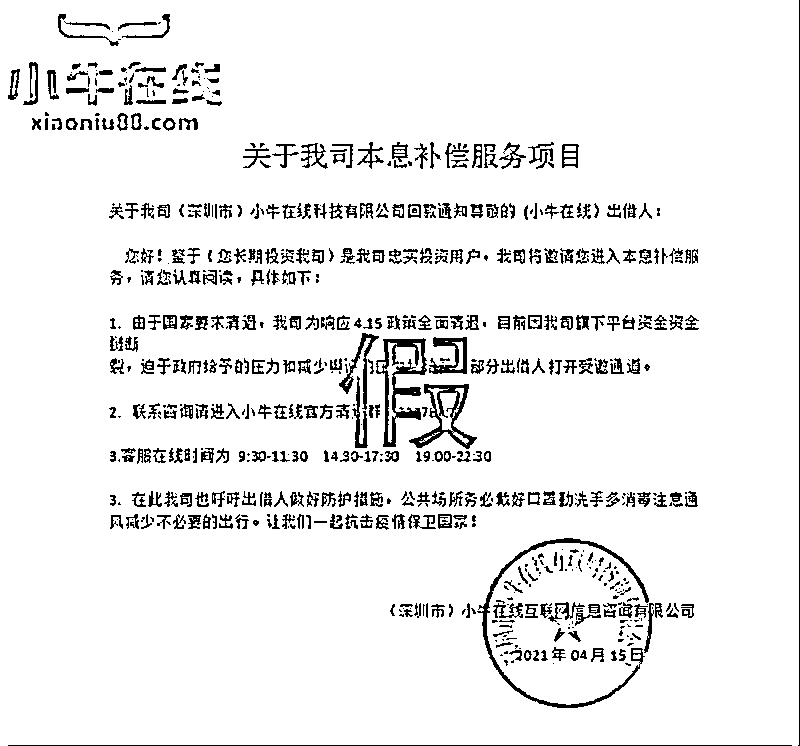 小牛在线
xiaoniu88.com
关于我司本息补偿服务项目
关于我司（深圳市）小牛在线科技有限公司回款通知尊敬的（小牛在线）出借人：
您好！鉴于（您长期投资我司）是我司忠实投资用户，我司将邀请您进入本息补偿服
务，请您认真阅读，具体如下：
1. 由于国家要求清退，我司为响应 4.15 政策全面清退，目前因我司旗下平台资金资金
链断
裂，迫于政府给予的压力和减少出 部分出借人打开受邀通道。
假
2. 联系咨询请进入小牛在线官方清退群
3.客服在线时间为 9:30-11:30 14.30-17:30 19.00-22:30
3. 在此我司也呼吁出借人做好防护措施，公共场所务必戴好口罩勤洗手多消毒注意通
风减少不必要的出行。让我们一起抗击疫情保卫国家！
（深圳市）小牛在线互联网信息咨询有限公司
2021 年 04 月 15 日